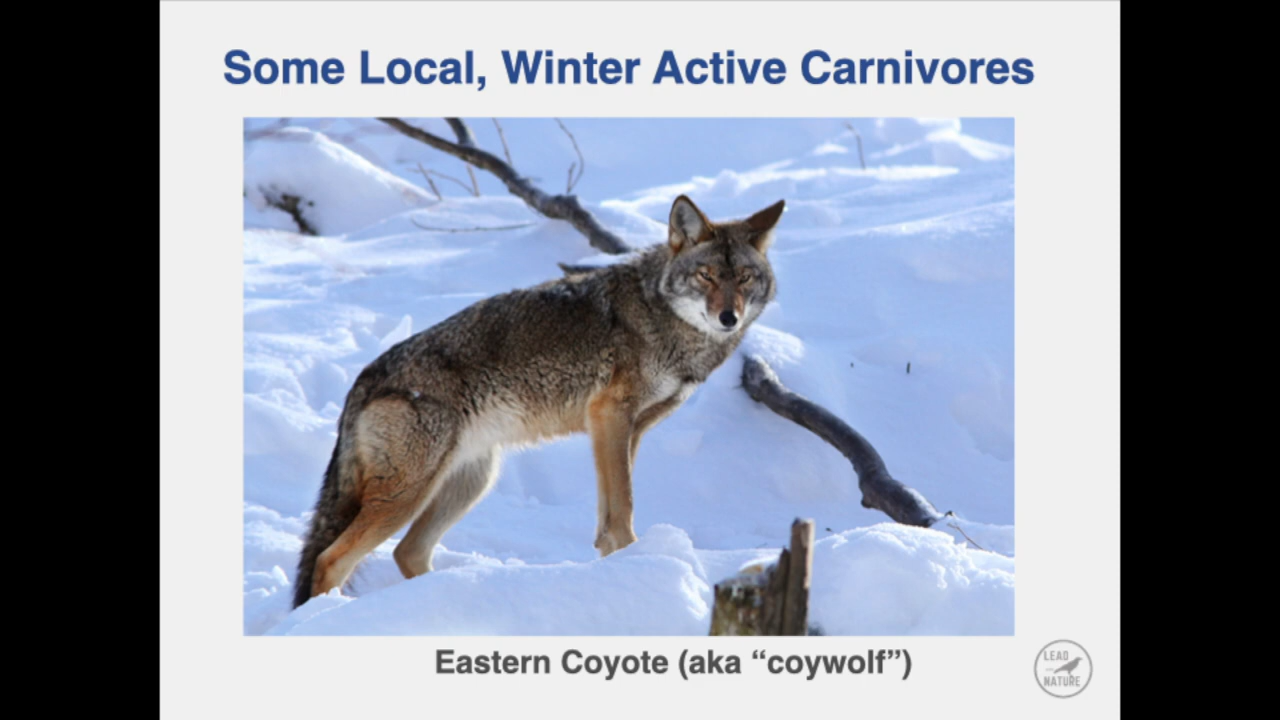 Some Local, Winter Active Carnivores
Eastern Coyote (aka “coywolf”)
LEAD
NATURE